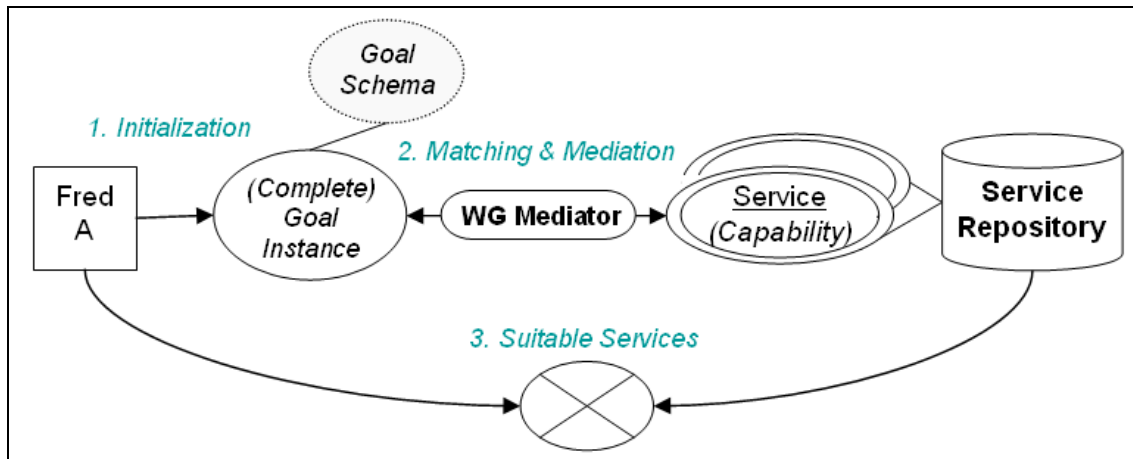 Goal
Schema
1. Initialization
2. Matching & Mediation
Fred
A
(Complete)
Goal
Instance
WG Mediator
Service
(Capability)
Service
Repository
3. Suitable Services